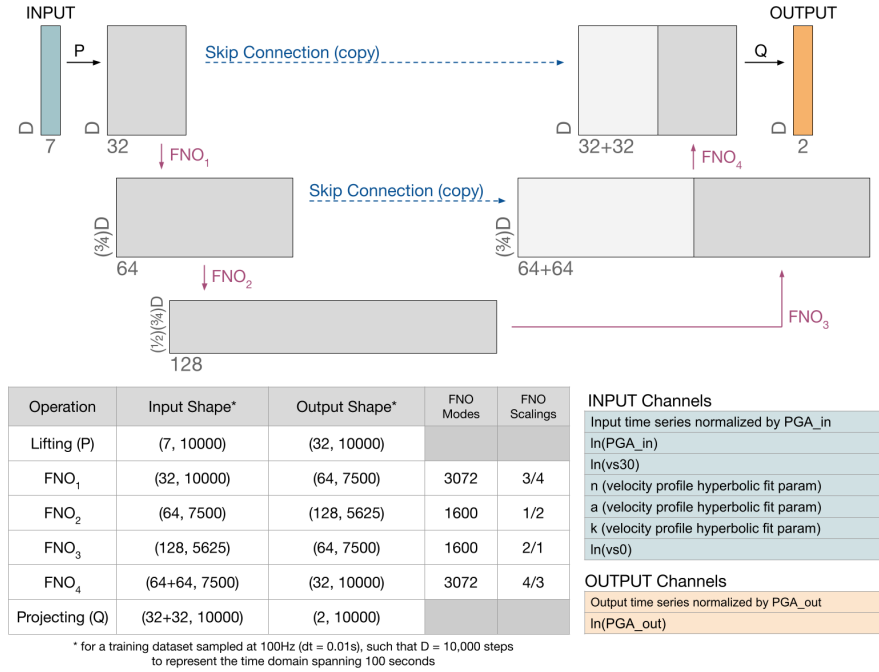 INPUT
OUTPUT
P
Skip Connection (copy)
Q
D
7
D
32
D
32+32
D
2
FNO1
FNO4
Skip Connection (copy)
(¾)D
64
(¾)D
64+64
FNO2
FNO3
(½)(¾)D
128
Operation Input Shape* Output Shape* FNO Modes FNO Scalings
Lifting (P) (7, 10000) (32, 10000)
FNO1 (32, 10000) (64, 7500) 3072 3/4
FNO2 (64, 7500) (128, 5625) 1600 1/2
FNO3 (128, 5625) (64, 7500) 1600 2/1
FNO4 (64+64, 7500) (32, 10000) 3072 4/3
Projecting (Q) (32+32, 10000) (2, 10000)
* for a training dataset sampled at 100Hz (dt = 0.01s), such that D = 10,000 steps
to represent the time domain spanning 100 seconds
INPUT Channels
Input time series normalized by PGA_in
ln(PGA_in)
ln(vs30)
n (velocity profile hyperbolic fit param)
a (velocity profile hyperbolic fit param)
k (velocity profile hyperbolic fit param)
ln(vs0)
OUTPUT Channels
Output time series normalized by PGA_out
ln(PGA_out)